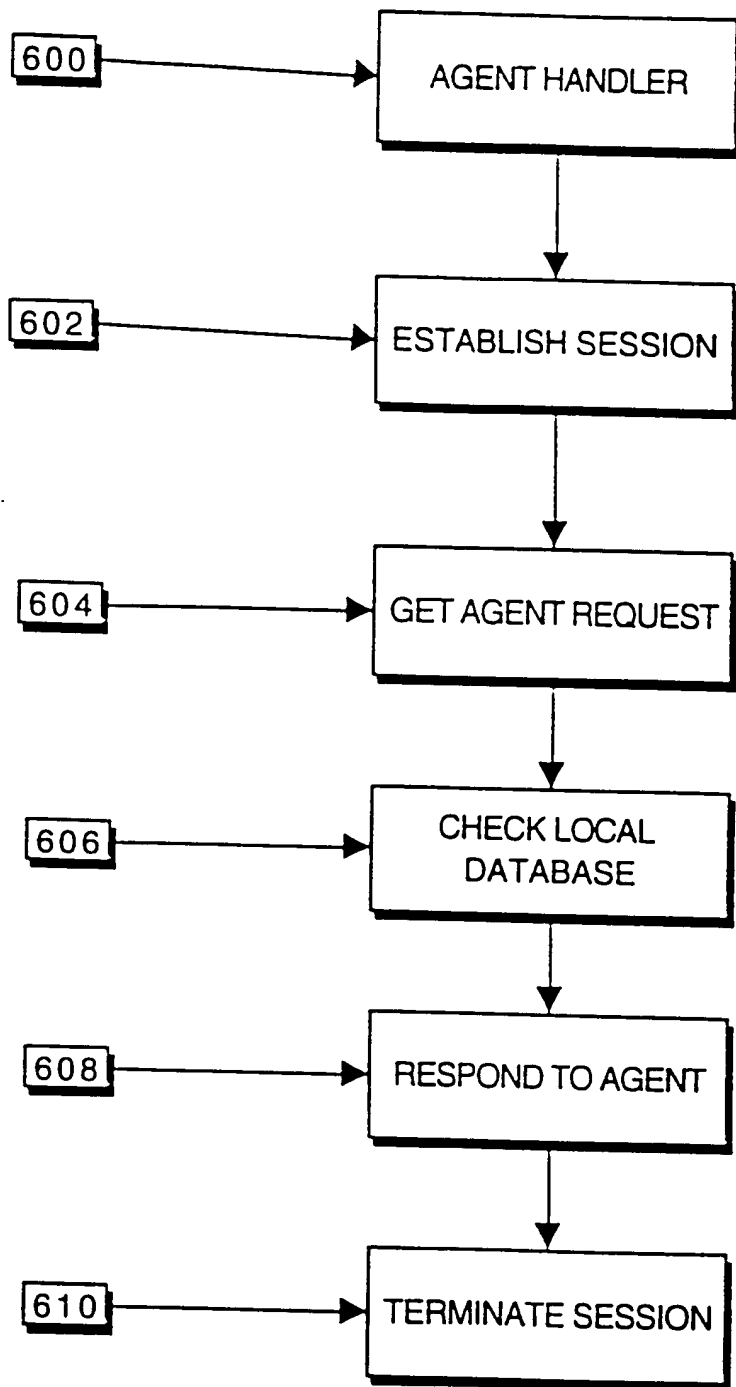 600
AGENT HANDLER
602
ESTABLISH SESSION
604
GET AGENT REQUEST
606
CHECK LOCAL
DATABASE
608
RESPOND TO AGENT
610
TERMINATE SESSION